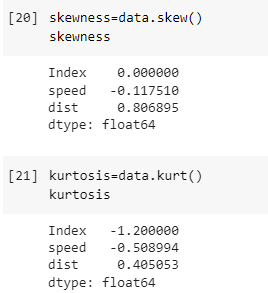 [20] skewness=data.skew()
skewness
Index    0.000000
speed   -0.117510
dist     0.806895
dtype: float64
[21] kurtosis=data.kurt()
kurtosis
Index   -1.200000
speed   -0.508994
dist     0.405053
dtype: float64